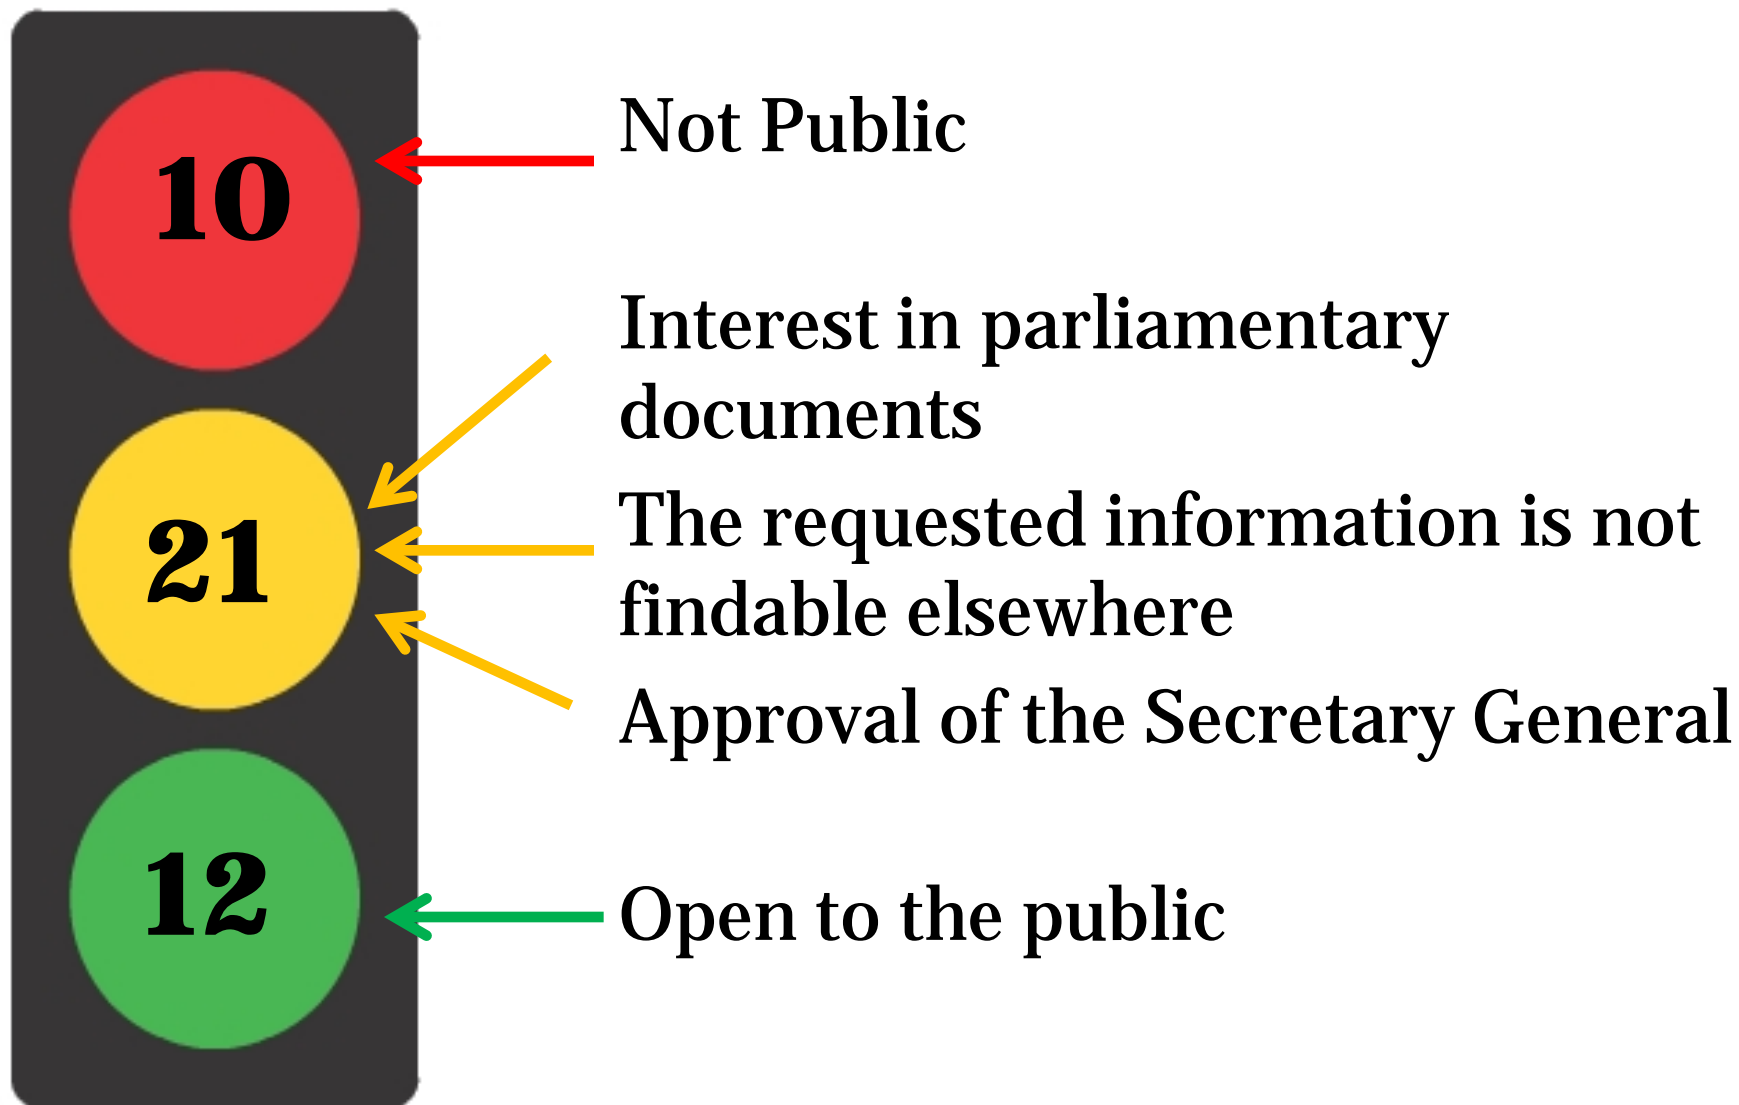 10
Not Public
Interest in parliamentary
documents
21
The requested information is not
findable elsewhere
Approval of the Secretary General
12
Open to the public